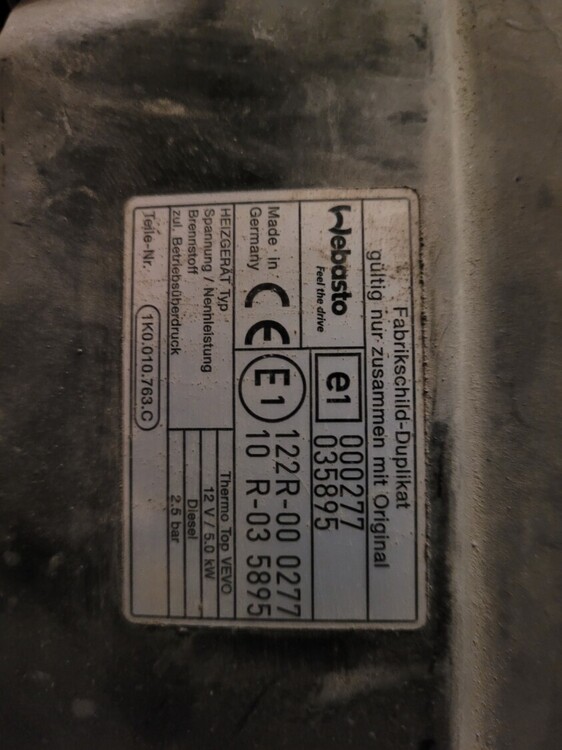 Fabrikschild-Duplikat
gültig nur zusammen mit Original
Webasto
Feel the drive
e1
000277
035895
Made in
Germany
CE
E1
122R-00 0277
10 R-03 5895
HEIZGERÄT Typ
Thermo Top VEVO
Spannung / Nennleistung
12 V / 5.0 kW
Brennstoff
Diesel
zul. Betriebsüberdruck
2.5 bar
Teile-Nr.
1K0.010.763.C